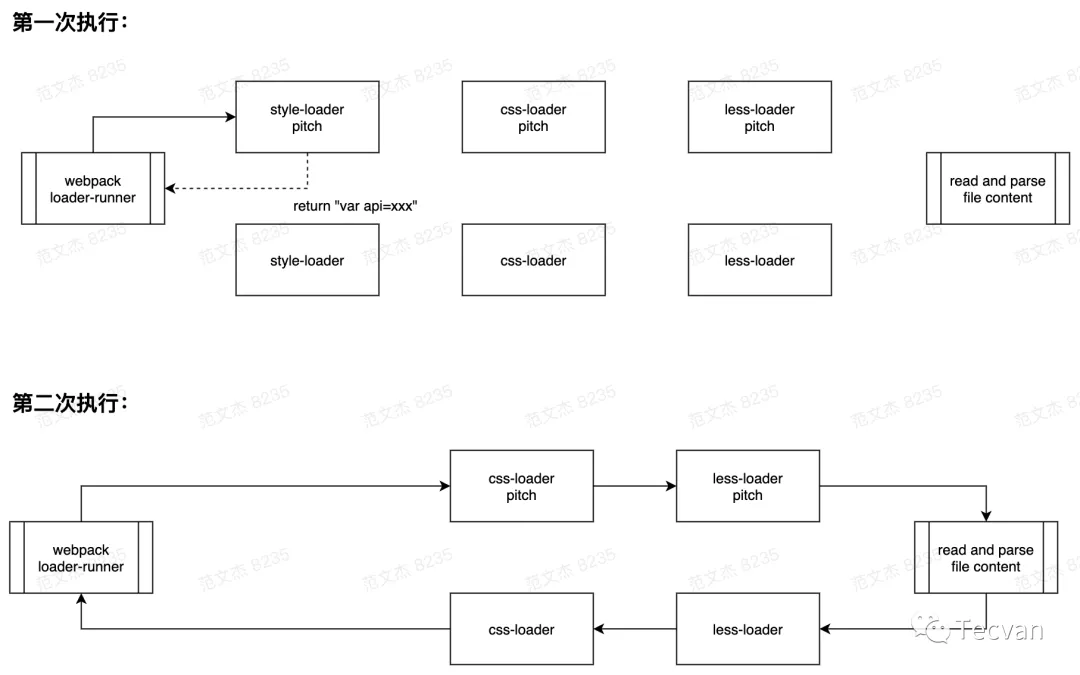 第一次执行：
style-loader
pitch
css-loader
pitch
less-loader
pitch
webpack
loader-runner
read and parse
file content
return "var api=xxx"
style-loader
css-loader
less-loader
第二次执行：
css-loader
pitch
less-loader
pitch
webpack
loader-runner
read and parse
file content
css-loader
less-loader
Tecvan
范文杰 8235